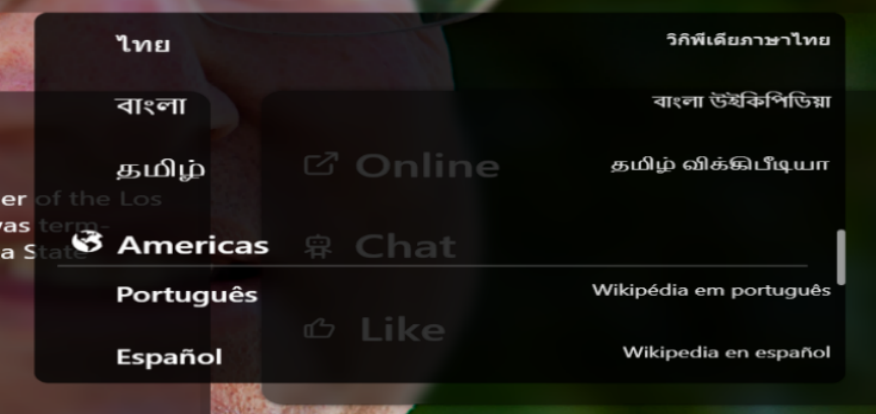 ไทย วิกิพีเดียภาษาไทย
বাংলা বাংলা উইকিপিডিয়া
தமிழ் Online தமிழ் விக்கிப்பீடியா
er of the Los
was term-
a State
Americas Chat
Português Wikipédia em português
Like
Español Wikipedia en español